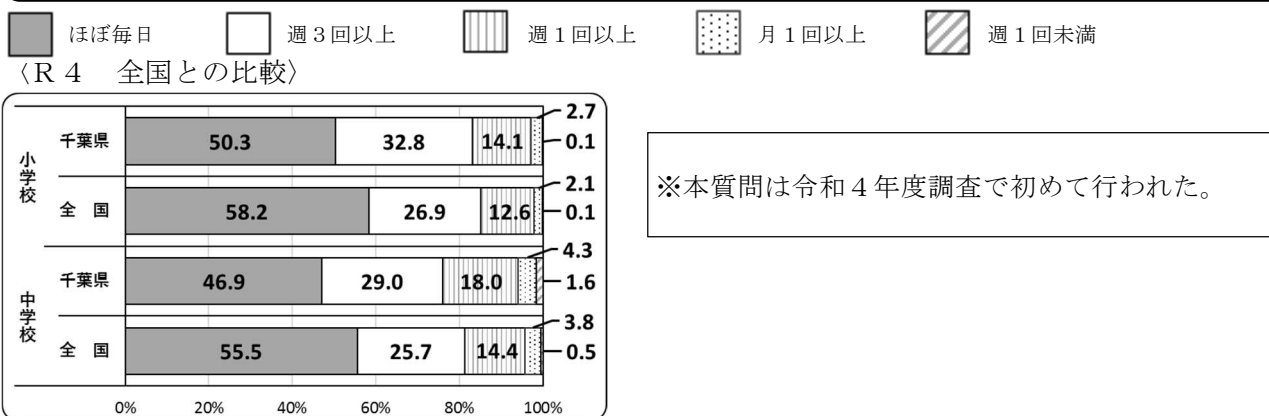 ほぼ毎日 週3回以上 週1回以上 月1回以上 週1回未満
〈R4 全国との比較〉
小学校
千葉県 50.3 32.8 14.1 2.7 0.1
全 国 58.2 26.9 12.6 2.1 0.1
中学校
千葉県 46.9 29.0 18.0 4.3 1.6
全 国 55.5 25.7 14.4 3.8 0.5
0% 20% 40% 60% 80% 100%
※本質問は令和4年度調査で初めて行われた。